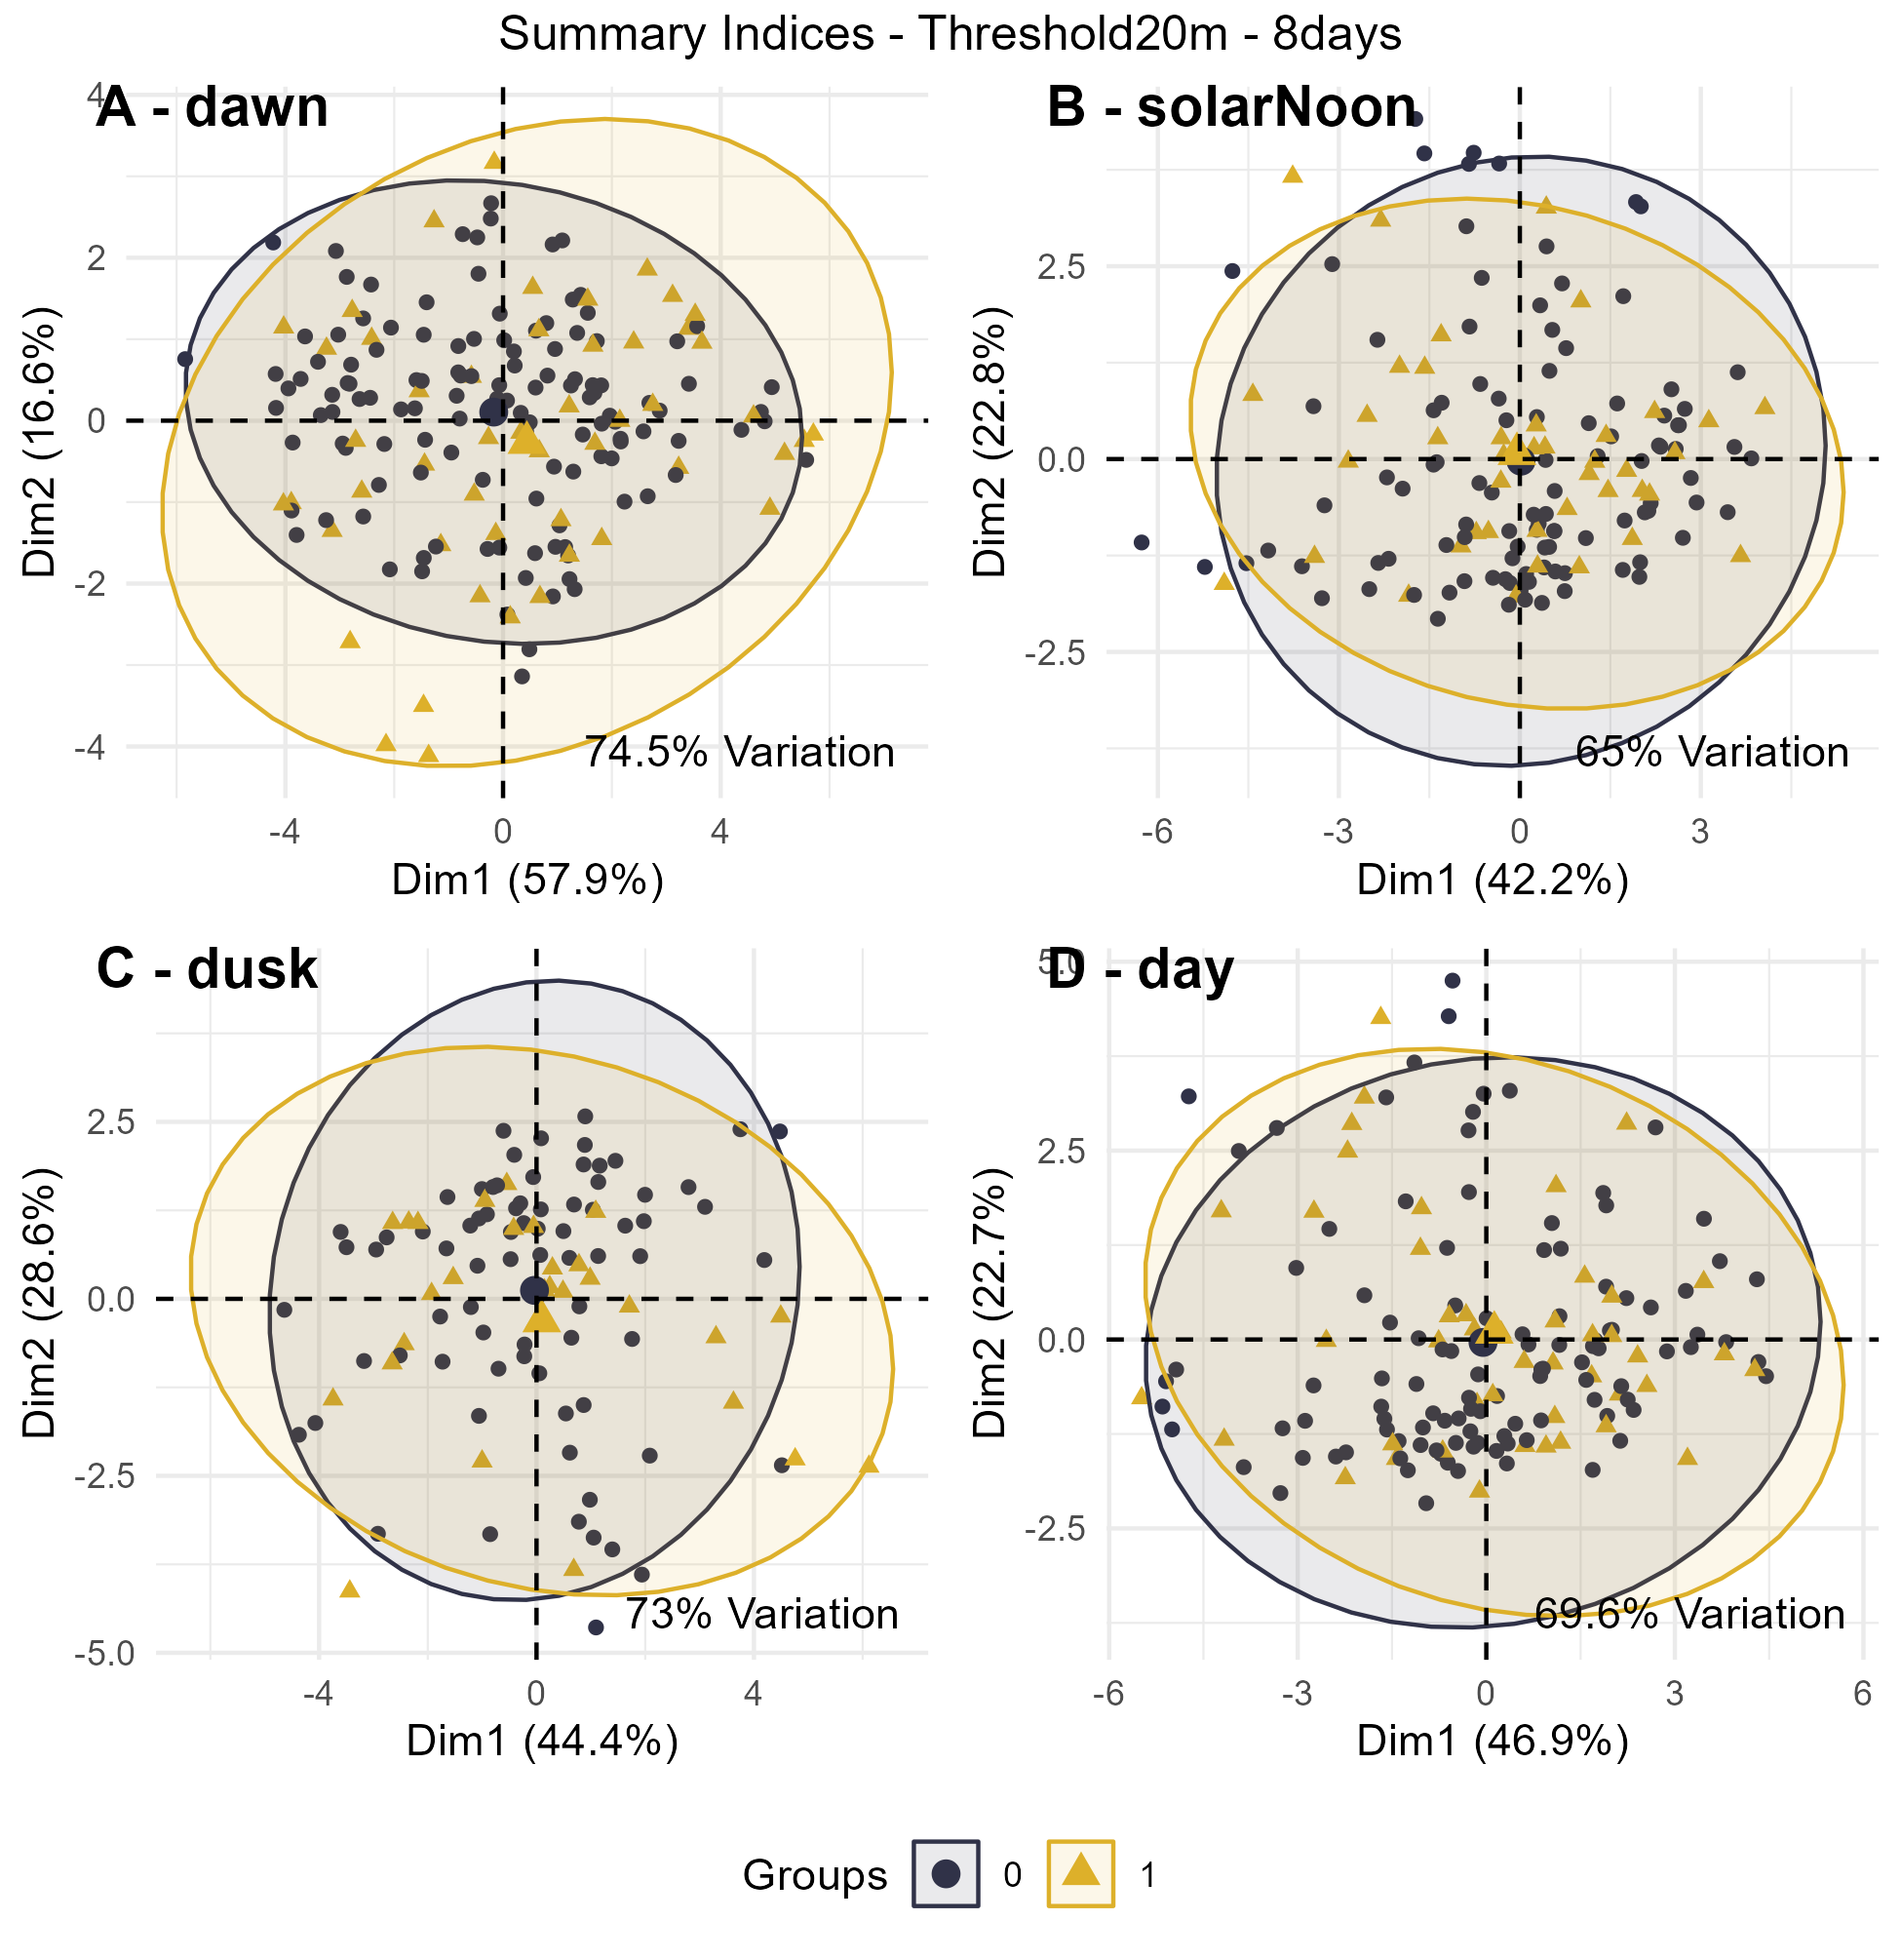 Summary Indices - Threshold20m - 8days
A - dawn
4
2
0
-2
-4
Dim2 (16.6%)
74.5% Variation
-4 0 4
Dim1 (57.9%)
B - solarNoon
2.5
0.0
-2.5
Dim2 (22.8%)
65% Variation
-6 -3 0 3
Dim1 (42.2%)
C - dusk
2.5
0.0
-2.5
-5.0
Dim2 (28.6%)
73% Variation
-4 0 4
Dim1 (44.4%)
D - day
5.0
2.5
0.0
-2.5
Dim2 (22.7%)
69.6% Variation
-6 -3 0 3 6
Dim1 (46.9%)
Groups 0 1